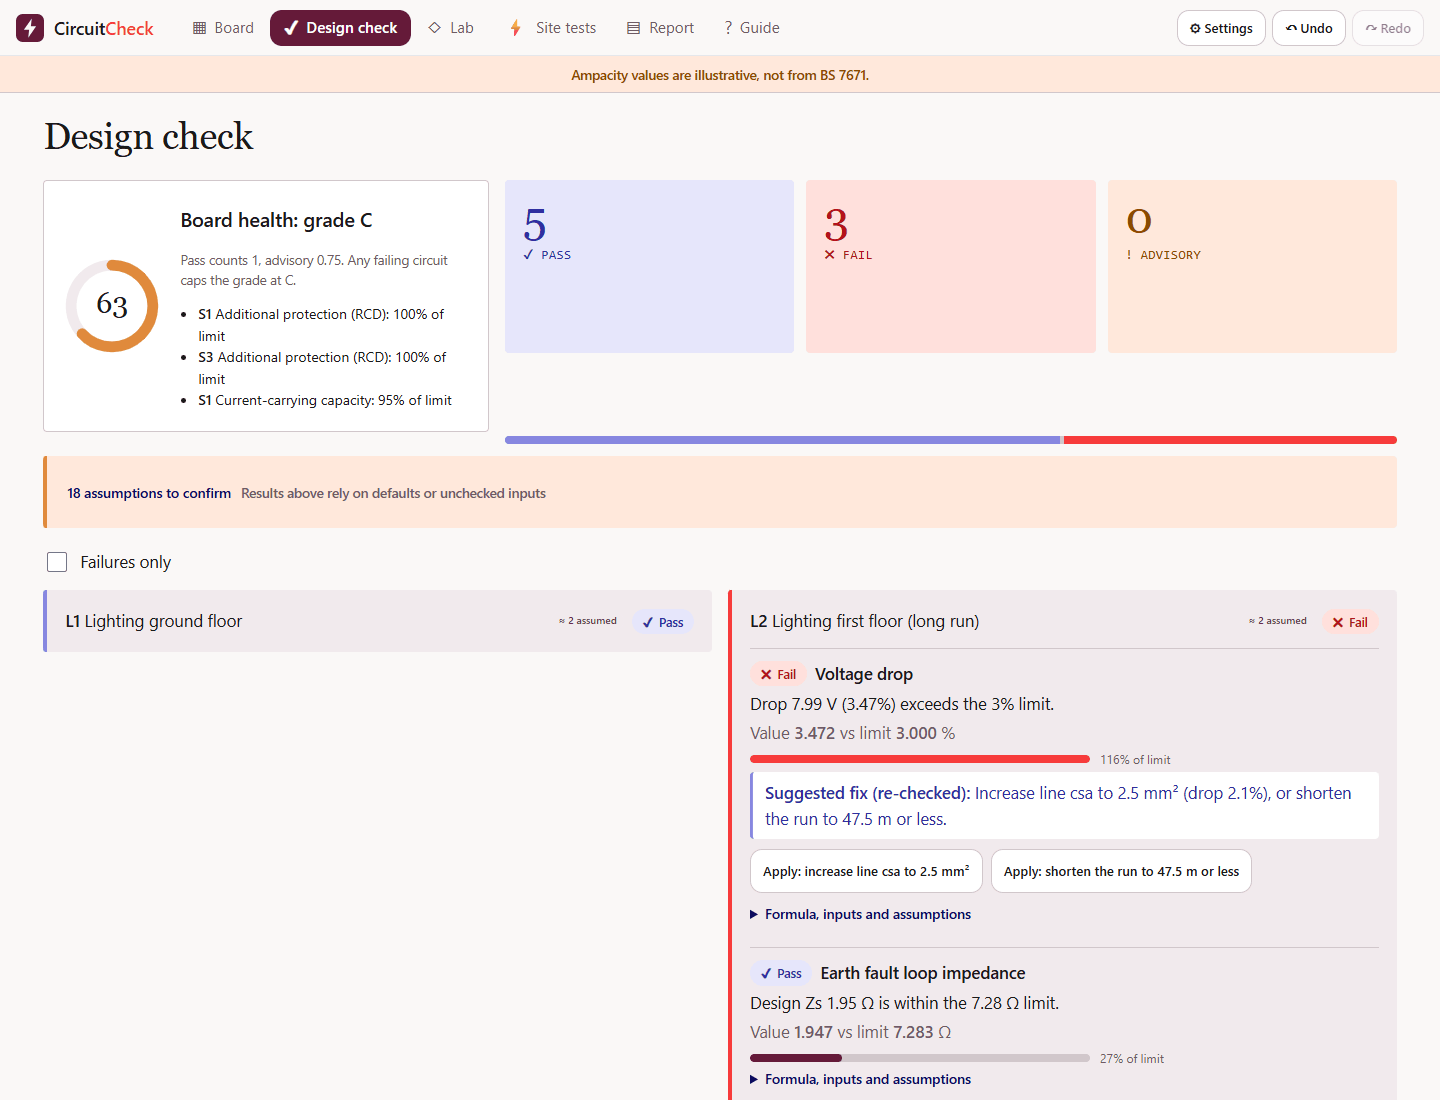 CircuitCheck
Board
Design check
Lab
Site tests
Report
? Guide
Settings
Undo
Redo
Ampacity values are illustrative, not from BS 7671.
Design check
63
Board health: grade C
Pass counts 1, advisory 0.75. Any failing circuit
caps the grade at C.
• S1 Additional protection (RCD): 100% of
limit
• S3 Additional protection (RCD): 100% of
limit
• S1 Current-carrying capacity: 95% of limit
5
✓ PASS
3
✕ FAIL
0
! ADVISORY
18 assumptions to confirm Results above rely on defaults or unchecked inputs
Failures only
L1 Lighting ground floor
≈ 2 assumed
✓ Pass
L2 Lighting first floor (long run)
≈ 2 assumed
✕ Fail
✕ Fail Voltage drop
Drop 7.99 V (3.47%) exceeds the 3% limit.
Value 3.472 vs limit 3.000 %
116% of limit
Suggested fix (re-checked): Increase line csa to 2.5 mm² (drop 2.1%), or shorten
the run to 47.5 m or less.
Apply: increase line csa to 2.5 mm²
Apply: shorten the run to 47.5 m or less
▶ Formula, inputs and assumptions
✓ Pass Earth fault loop impedance
Design Zs 1.95 Ω is within the 7.28 Ω limit.
Value 1.947 vs limit 7.283 Ω
27% of limit
▶ Formula, inputs and assumptions